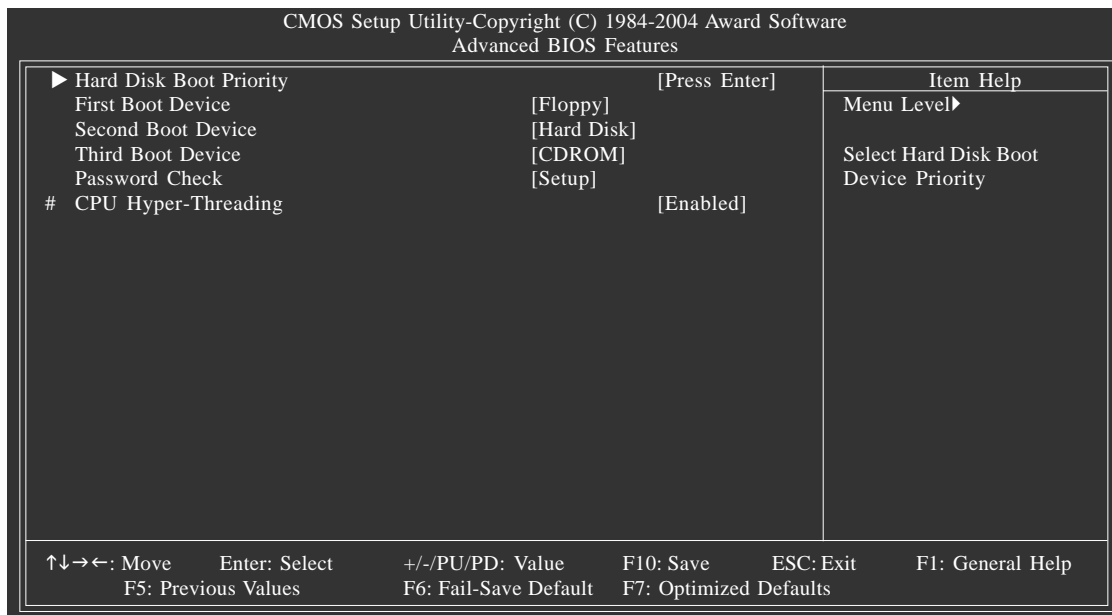 CMOS Setup Utility-Copyright (C) 1984-2004 Award Software
Advanced BIOS Features
▶ Hard Disk Boot Priority [Press Enter]
First Boot Device [Floppy]
Second Boot Device [Hard Disk]
Third Boot Device [CDROM]
Password Check [Setup]
# CPU Hyper-Threading [Enabled]
Item Help
Menu Level▶
Select Hard Disk Boot
Device Priority
↑↓→←: Move Enter: Select +/-/PU/PD: Value F10: Save ESC: Exit F1: General Help
F5: Previous Values F6: Fail-Save Default F7: Optimized Defaults